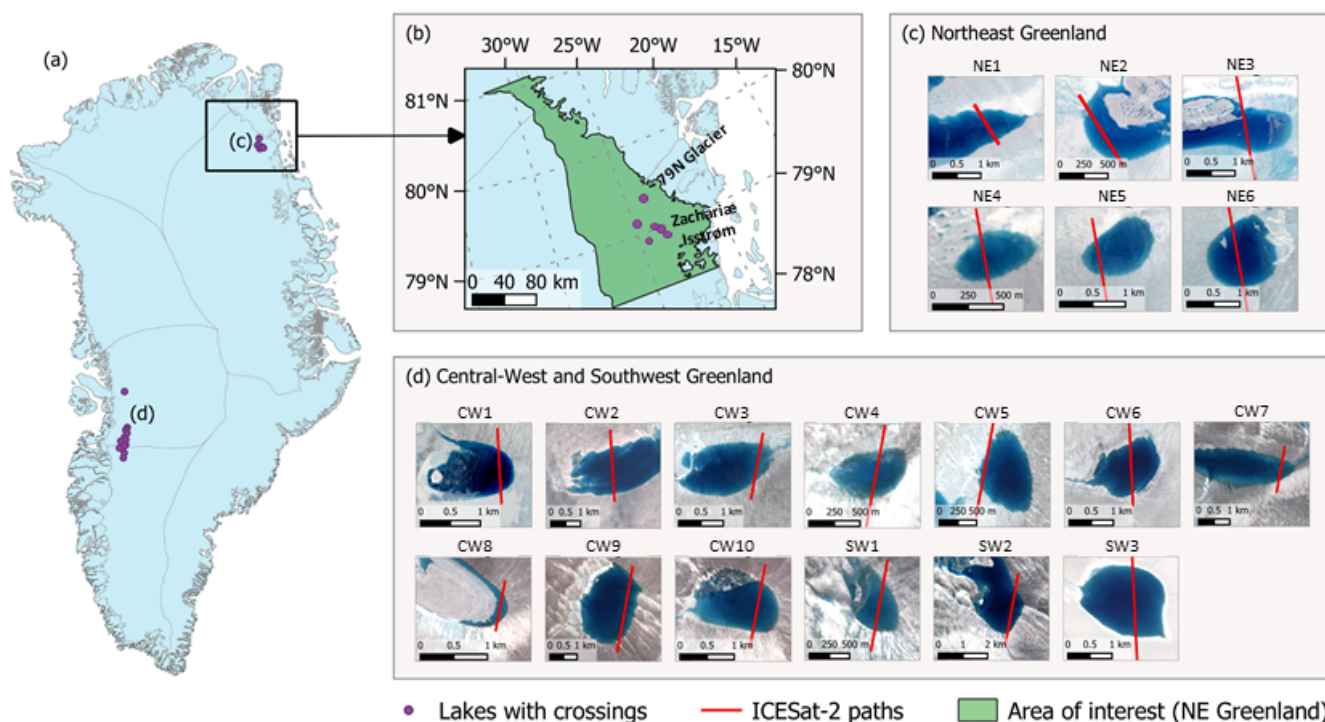 (a)
(c)
(d)
(b)
30°W 25°W 20°W 15°W
81°N
80°N
79°N
80°N
79°N
78°N
79N Glacier
Zachariæ
Isstrøm
0 40 80 km
(c) Northeast Greenland
NE1 NE2 NE3
0 0.5 1 km
0 250 500 m
0 0.5 1 km
NE4 NE5 NE6
0 250 500 m
0 0.5 1 km
0 0.5 1 km
(d) Central-West and Southwest Greenland
CW1 CW2 CW3 CW4 CW5 CW6 CW7
0 0.5 1 km
0 0.5 1 km
0 0.5 1 km
0 250 500 m
0 250 500 m
0 0.5 1 km
0 0.5 1 km
CW8 CW9 CW10 SW1 SW2 SW3
0 0.5 1 km
0 0.5 1 km
0 0.5 1 km
0 250 500 m
0 1 2 km
0 0.5 1 km
Lakes with crossings
ICESat-2 paths
Area of interest (NE Greenland)